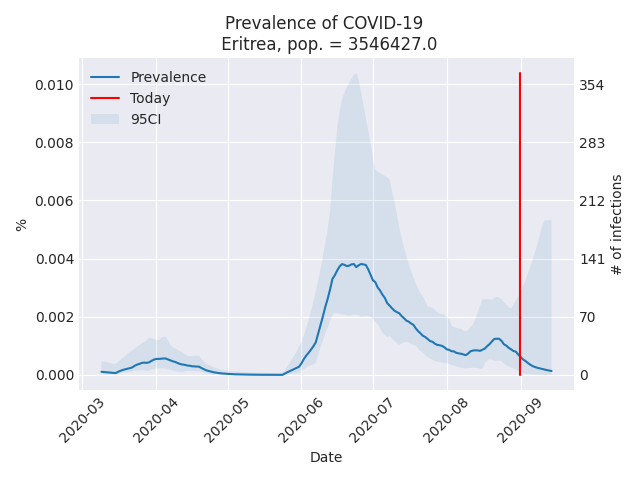 Prevalence of COVID-19
Eritrea, pop. = 3546427.0
Prevalence
Today
95CI
0.010
0.008
0.006
0.004
0.002
0.000
%
354
283
212
141
70
0
# of infections
2020-03
2020-04
2020-05
2020-06
2020-07
2020-08
2020-09
Date